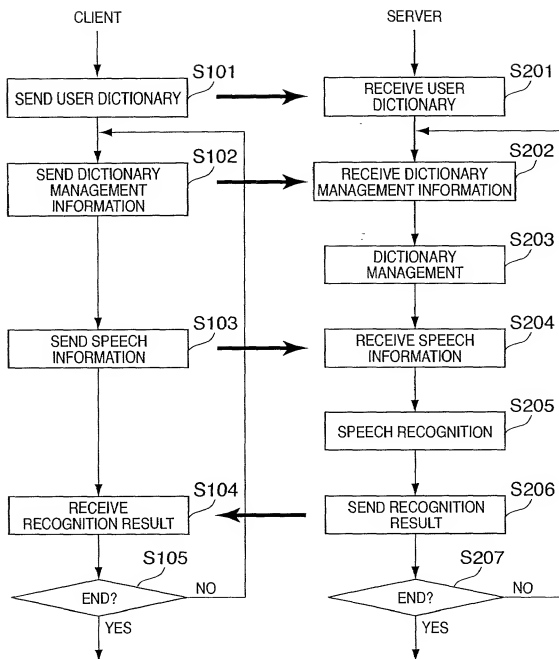 CLIENT
SERVER
S101
SEND USER DICTIONARY
S201
RECEIVE USER
DICTIONARY
S102
SEND DICTIONARY
MANAGEMENT
INFORMATION
S202
RECEIVE DICTIONARY
MANAGEMENT INFORMATION
S203
DICTIONARY
MANAGEMENT
S103
SEND SPEECH
INFORMATION
S204
RECEIVE SPEECH
INFORMATION
S205
SPEECH RECOGNITION
S104
RECEIVE
RECOGNITION RESULT
S206
SEND RECOGNITION
RESULT
S105
END?
NO
YES
S207
END?
NO
YES